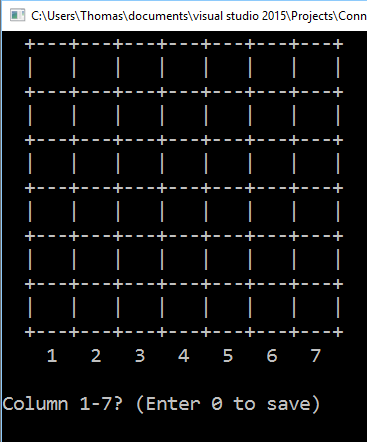 C:\Users\Thomas\documents\visual studio 2015\Projects\Conn
+---+---+---+---+---+---+---+
|   |   |   |   |   |   |   |
+---+---+---+---+---+---+---+
|   |   |   |   |   |   |   |
+---+---+---+---+---+---+---+
|   |   |   |   |   |   |   |
+---+---+---+---+---+---+---+
|   |   |   |   |   |   |   |
+---+---+---+---+---+---+---+
|   |   |   |   |   |   |   |
+---+---+---+---+---+---+---+
|   |   |   |   |   |   |   |
+---+---+---+---+---+---+---+
1 2 3 4 5 6 7
Column 1-7? (Enter 0 to save)